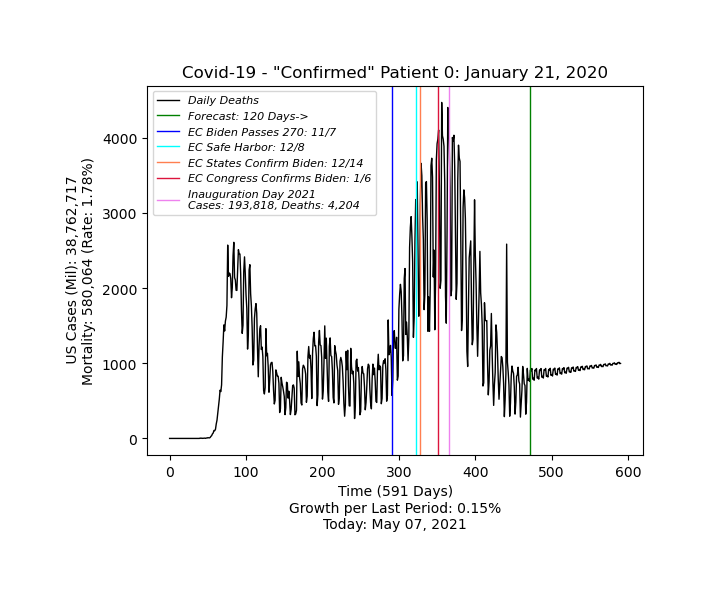 Covid-19 - "Confirmed" Patient 0: January 21, 2020
Daily Deaths
Forecast: 120 Days->
EC Biden Passes 270: 11/7
EC Safe Harbor: 12/8
EC States Confirm Biden: 12/14
EC Congress Confirms Biden: 1/6
Inauguration Day 2021
Cases: 193,818, Deaths: 4,204
US Cases (Mil): 38,762,717
Mortality: 580,064 (Rate: 1.78%)
4000
3000
2000
1000
0
0 100 200 300 400 500 600
Time (591 Days)
Growth per Last Period: 0.15%
Today: May 07, 2021